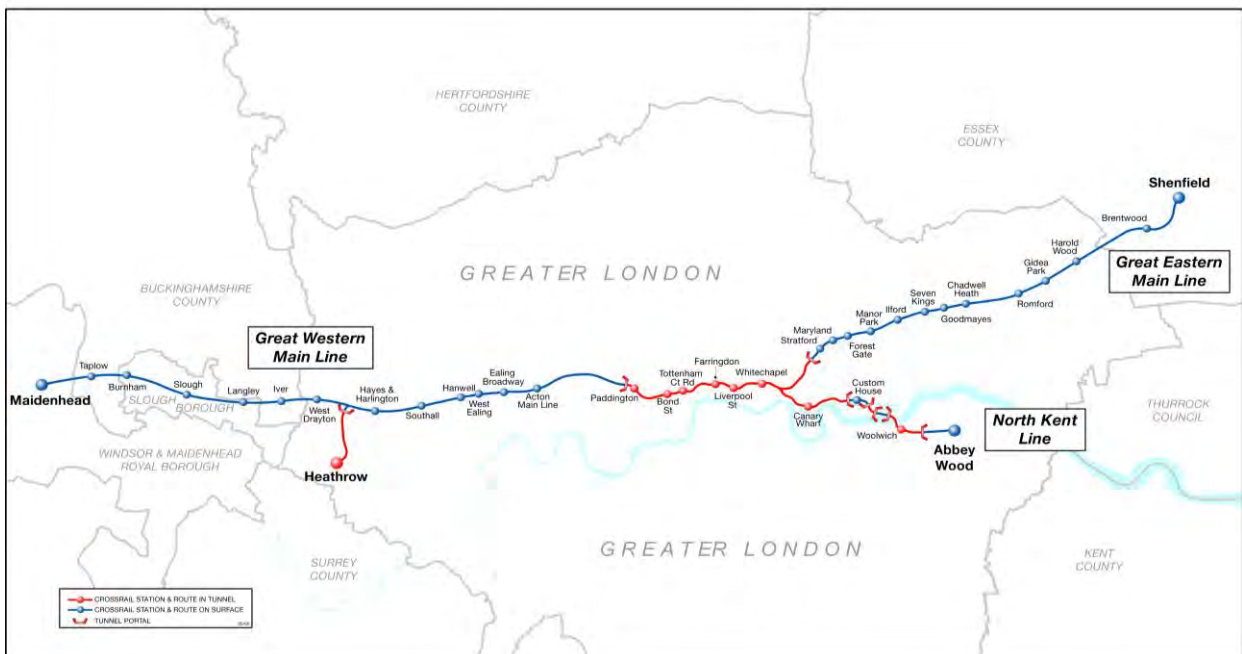 HERTFORDSHIRE
COUNTY
ESSEX
COUNTY
Shenfield
Brentwood
Harold
Wood
Gidea
Park
Great Eastern
Main Line
GREATER LONDON
BUCKINGHAMSHIRE
COUNTY
Chadwell
Heath
Seven
Kings
Romford
Goodmayes
Ilford
Manor
Park
Forest
Gate
Maryland
Stratford
Great Western
Main Line
Taplow
Burnham
Slough
Langley
Iver
Maidenhead
SLOUGH
BOROUGH
West
Drayton
Hayes &
Harlington
Southall
Hanwell
West
Ealing
Ealing
Broadway
Acton
Main Line
Paddington
Bond
St
Tottenham
Ct Rd
Farringdon
Liverpool
St
Whitechapel
Canary
Wharf
Custom
House
Woolwich
Abbey
Wood
North Kent
Line
THURROCK
COUNCIL
WINDSOR & MAIDENHEAD
ROYAL BOROUGH
Heathrow
SURREY
COUNTY
GREATER LONDON
KENT
COUNTY
CROSSRAIL STATION & ROUTE IN TUNNEL
CROSSRAIL STATION & ROUTE ON SURFACE
TUNNEL PORTAL